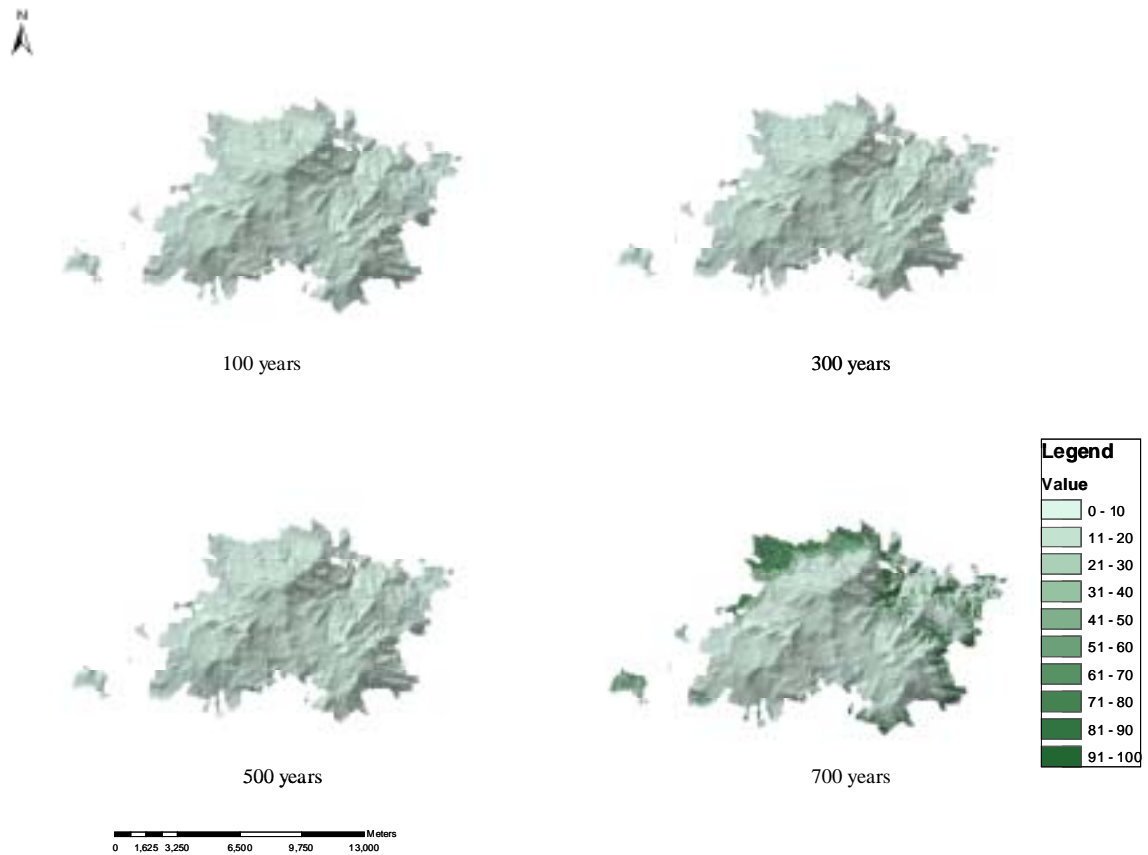 N
100 years
300 years
500 years
700 years
Legend
Value
0 - 10
11 - 20
21 - 30
31 - 40
41 - 50
51 - 60
61 - 70
71 - 80
81 - 90
91 - 100
Meters
0 1,625 3,250 6,500 9,750 13,000